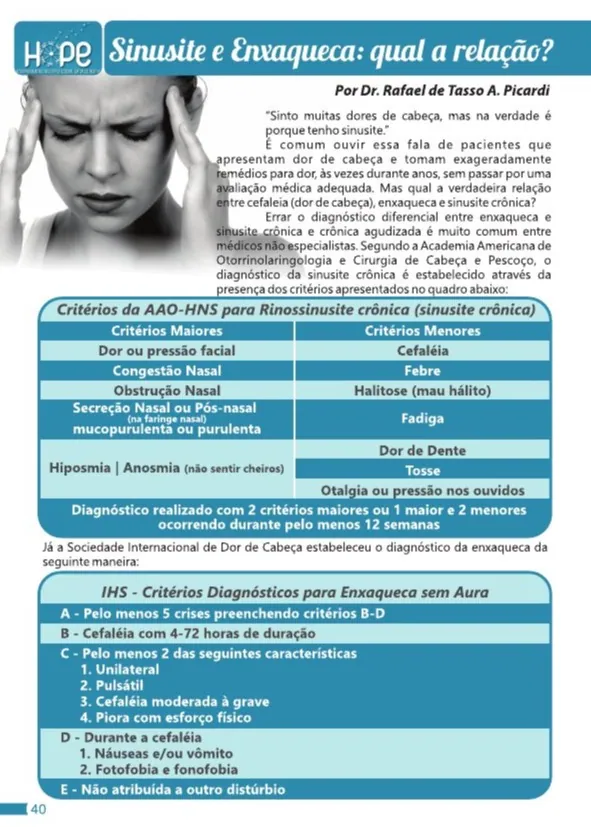 HOPE
Sinusite e Enxaqueca: qual a relação?
Por Dr. Rafael de Tasso A. Picardi
"Sinto muitas dores de cabeça, mas na verdade é
porque tenho sinusite."
É comum ouvir essa fala de pacientes que
apresentam dor de cabeça e tomam exageradamente
remédios para dor, às vezes durante anos, sem passar por uma
avaliação médica adequada. Mas qual a verdadeira relação
entre cefaleia (dor de cabeça), enxaqueca e sinusite crônica?
Errar o diagnóstico diferencial entre enxaqueca e
sinusite crônica e crônica agudizada é muito comum entre
médicos não especialistas. Segundo a Academia Americana de
Otorrinolaringologia e Cirurgia de Cabeça e Pescoço, o
diagnóstico da sinusite crônica é estabelecido através da
presença dos critérios apresentados no quadro abaixo:
Critérios da AAO-HNS para Rinossinusite crônica (sinusite crônica)
Critérios Maiores Critérios Menores
Dor ou pressão facial Cefaléia
Congestão Nasal Febre
Obstrução Nasal Halitose (mau hálito)
Secreção Nasal ou Pós-nasal
(na faringe nasal)
mucopurulenta ou purulenta
Fadiga
Hiposmia | Anosmia (não sentir cheiros)
Dor de Dente
Tosse
Otalgia ou pressão nos ouvidos
Diagnóstico realizado com 2 critérios maiores ou 1 maior e 2 menores
ocorrendo durante pelo menos 12 semanas
Já a Sociedade Internacional de Dor de Cabeça estabeleceu o diagnóstico da enxaqueca da
seguinte maneira:
IHS - Critérios Diagnósticos para Enxaqueca sem Aura
A - Pelo menos 5 crises preenchendo critérios B-D
B - Cefaléia com 4-72 horas de duração
C - Pelo menos 2 das seguintes características
1. Unilateral
2. Pulsátil
3. Cefaléia moderada à grave
4. Piora com esforço físico
D - Durante a cefaléia
1. Náuseas e/ou vômito
2. Fotofobia e fonofobia
E - Não atribuída a outro distúrbio
40